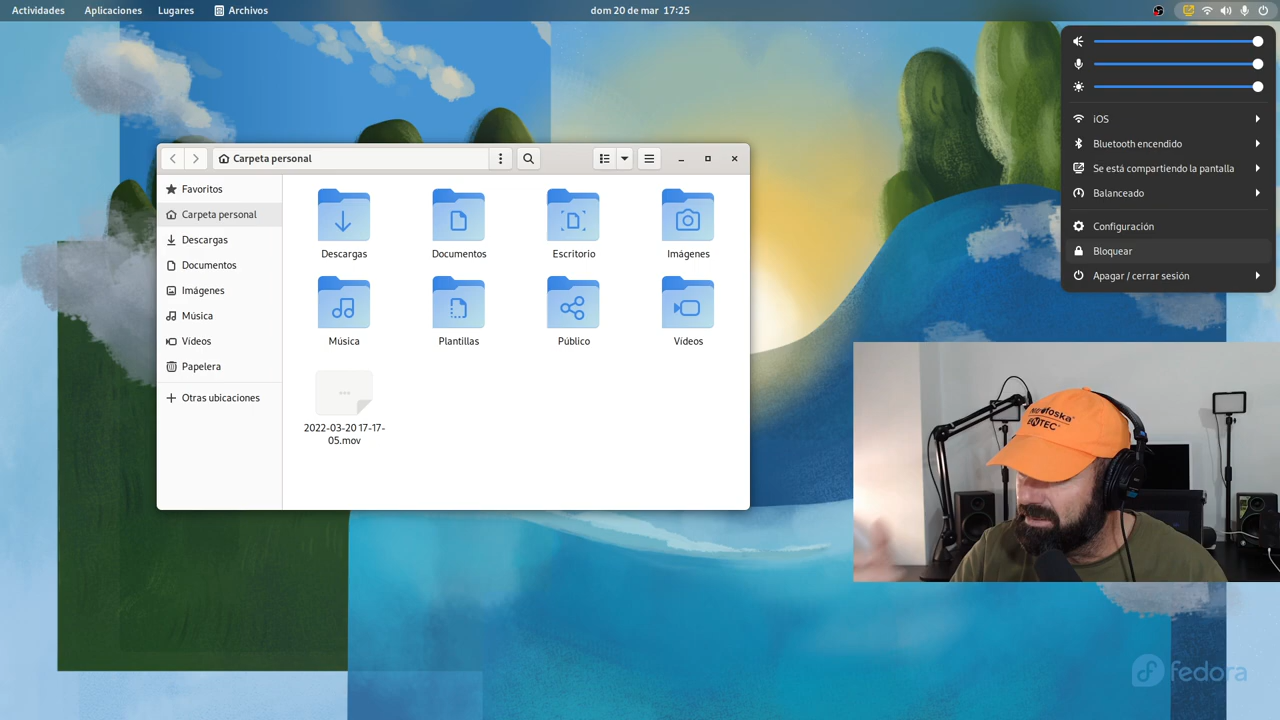 Actividades Aplicaciones Lugares Archivos dom 20 de mar 17:25
Carpeta personal
Favoritos
Carpeta personal
Descargas
Documentos
Imágenes
Música
Vídeos
Papelera
Otras ubicaciones
Descargas Documentos Escritorio Imágenes
Música Plantillas Público Vídeos
2022-03-20 17-17-
05.mov
iOS
Bluetooth encendido
Se está compartiendo la pantalla
Balanceado
Configuración
Bloquear
Apagar / cerrar sesión
fedora